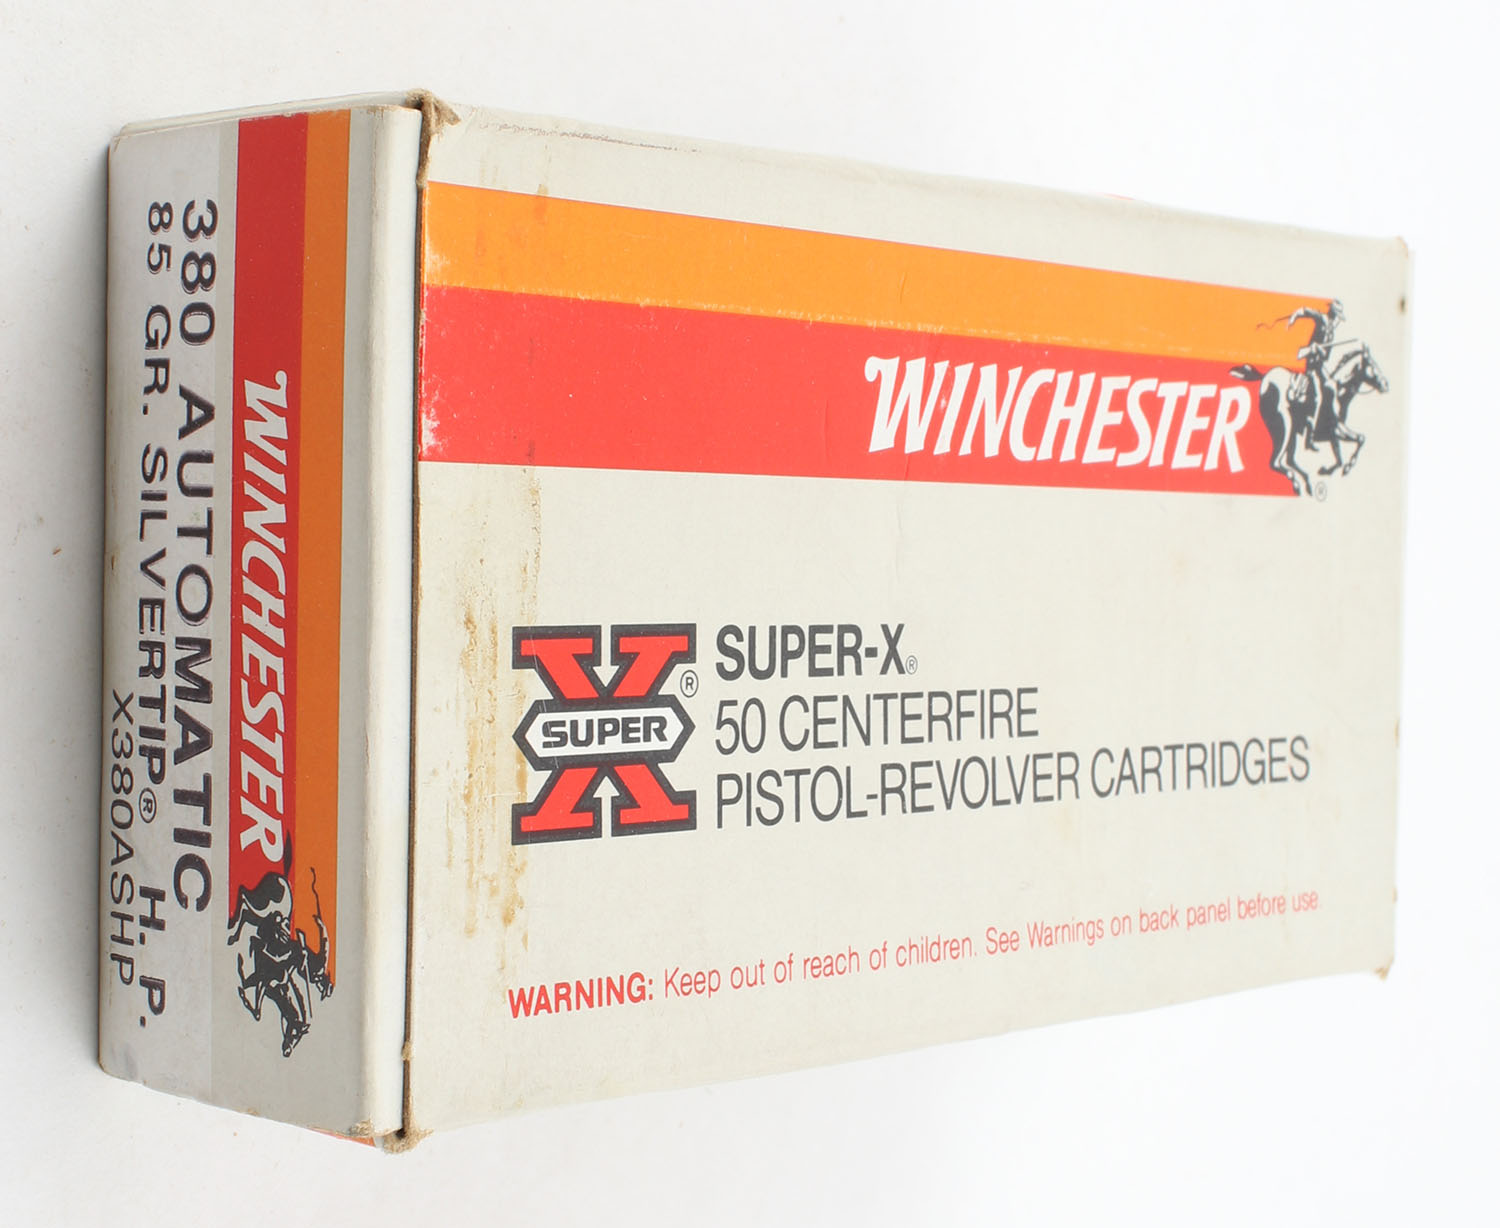 WINCHESTER
®
SUPER ®
SUPER-X®
50 CENTERFIRE
PISTOL-REVOLVER CARTRIDGES
WARNING: Keep out of reach of children. See Warnings on back panel before use.
WINCHESTER
380 AUTOMATIC
85 GR. SILVERTIP® H. P.
X380ASHP